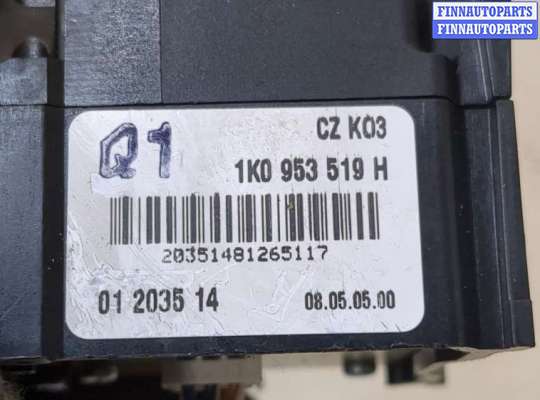 FINNAUTOPARTS
FINNAUTOPARTS
Q1
CZ K03
1K0 953 519 H
20351481265117
01 2035 14
08.05.05.00